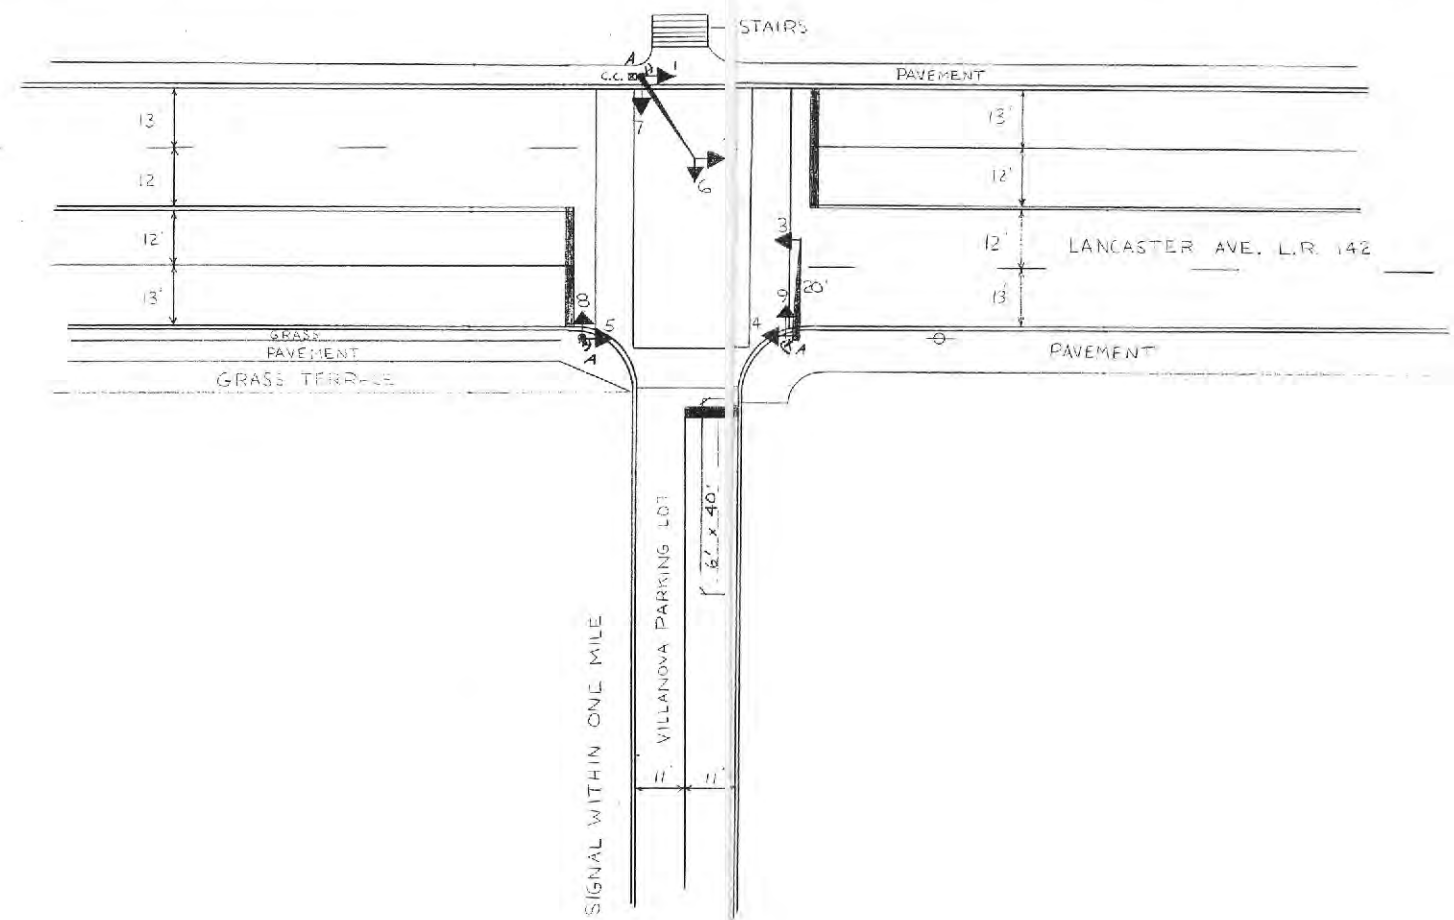 STAIRS
A
C.C.
1
PAVEMENT
13'
7
13'
12
6
12'
12'
3
12'
LANCASTER AVE. L.R. 142
13'
8
9
20'
13'
5
4
GRASS
PAVEMENT
A
A
PAVEMENT
GRASS TERRACE
6' x 40'
VILLANOVA PARKING LOT
SIGNAL WITHIN ONE MILE
11'
11'